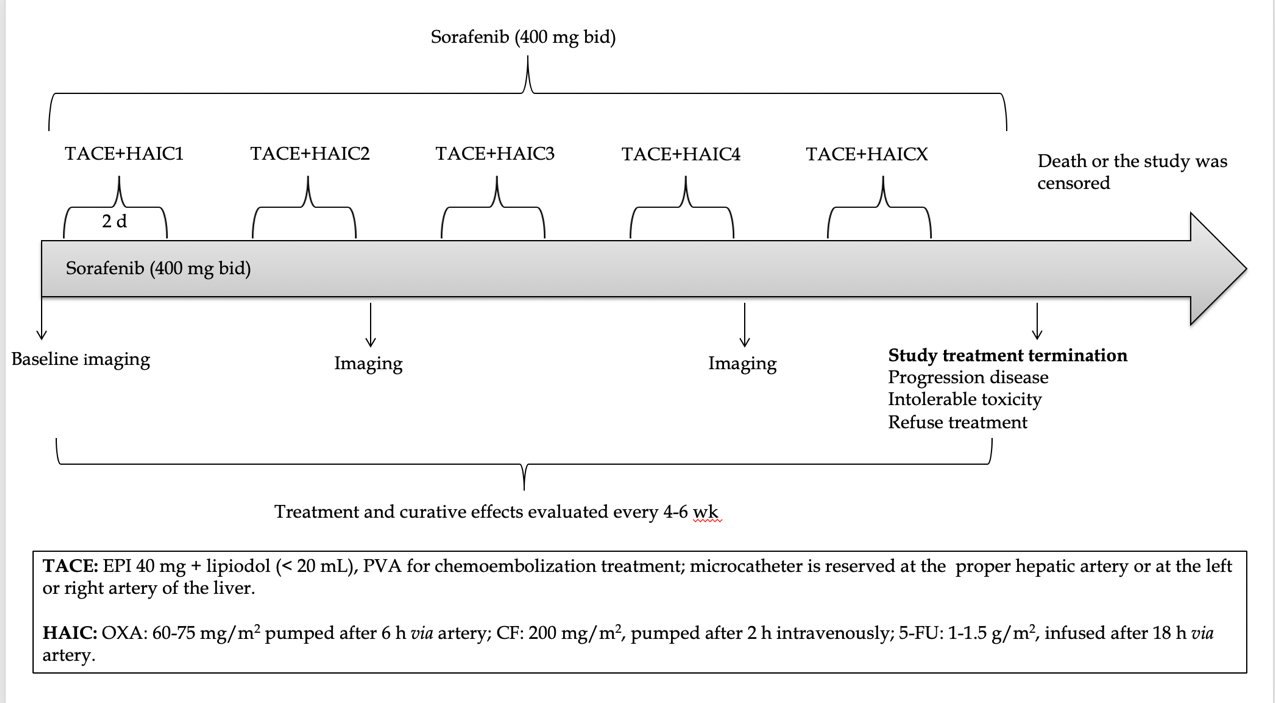 Sorafenib (400 mg bid)
TACE+HAIC1
TACE+HAIC2
TACE+HAIC3
TACE+HAIC4
TACE+HAICX
Death or the study was
censored
2 d
Sorafenib (400 mg bid)
Baseline imaging
Imaging
Imaging
Study treatment termination
Progression disease
Intolerable toxicity
Refuse treatment
Treatment and curative effects evaluated every 4-6 wk
TACE: EPI 40 mg + lipiodol (< 20 mL), PVA for chemoembolization treatment; microcatheter is reserved at the proper hepatic artery or at the left
or right artery of the liver.
HAIC: OXA: 60-75 mg/m² pumped after 6 h via artery; CF: 200 mg/m², pumped after 2 h intravenously; 5-FU: 1-1.5 g/m², infused after 18 h via
artery.